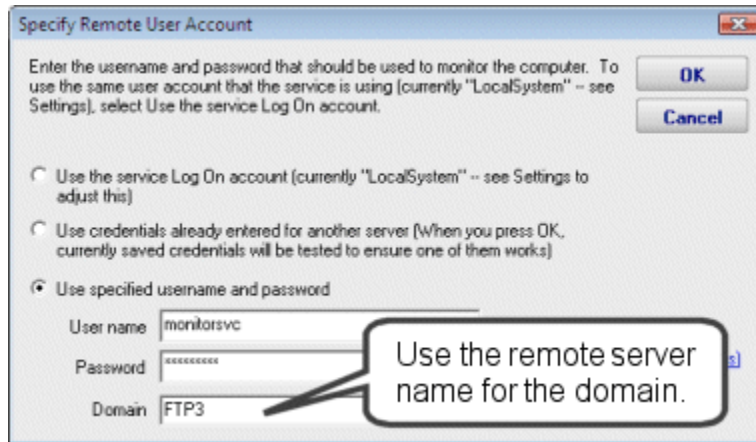 Specify Remote User Account
Enter the username and password that should be used to monitor the computer. To
use the same user account that the service is using (currently "LocalSystem" -- see
Settings), select Use the service Log On account.
OK
Cancel
Use the service Log On account (currently "LocalSystem" -- see Settings to
adjust this)
Use credentials already entered for another server (When you press OK,
currently saved credentials will be tested to ensure one of them works)
Use specified username and password
User name monitorsvc
Password ×××××××××
Domain FTP3
Use the remote server
name for the domain.